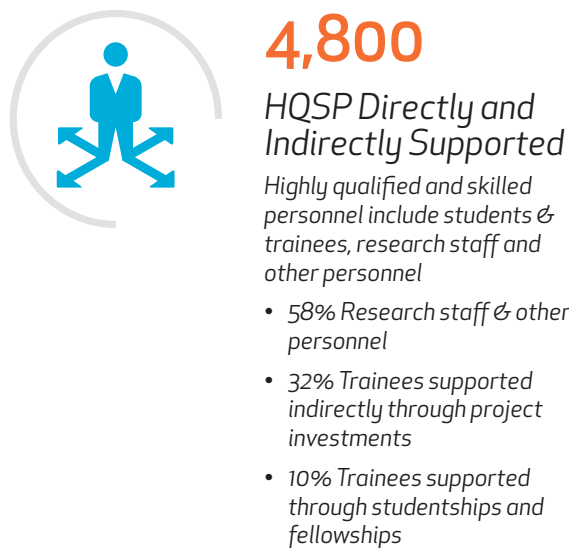 4,800
HQSP Directly and
Indirectly Supported
Highly qualified and skilled
personnel include students &
trainees, research staff and
other personnel
• 58% Research staff & other
personnel
• 32% Trainees supported
indirectly through project
investments
• 10% Trainees supported
through studentships and
fellowships